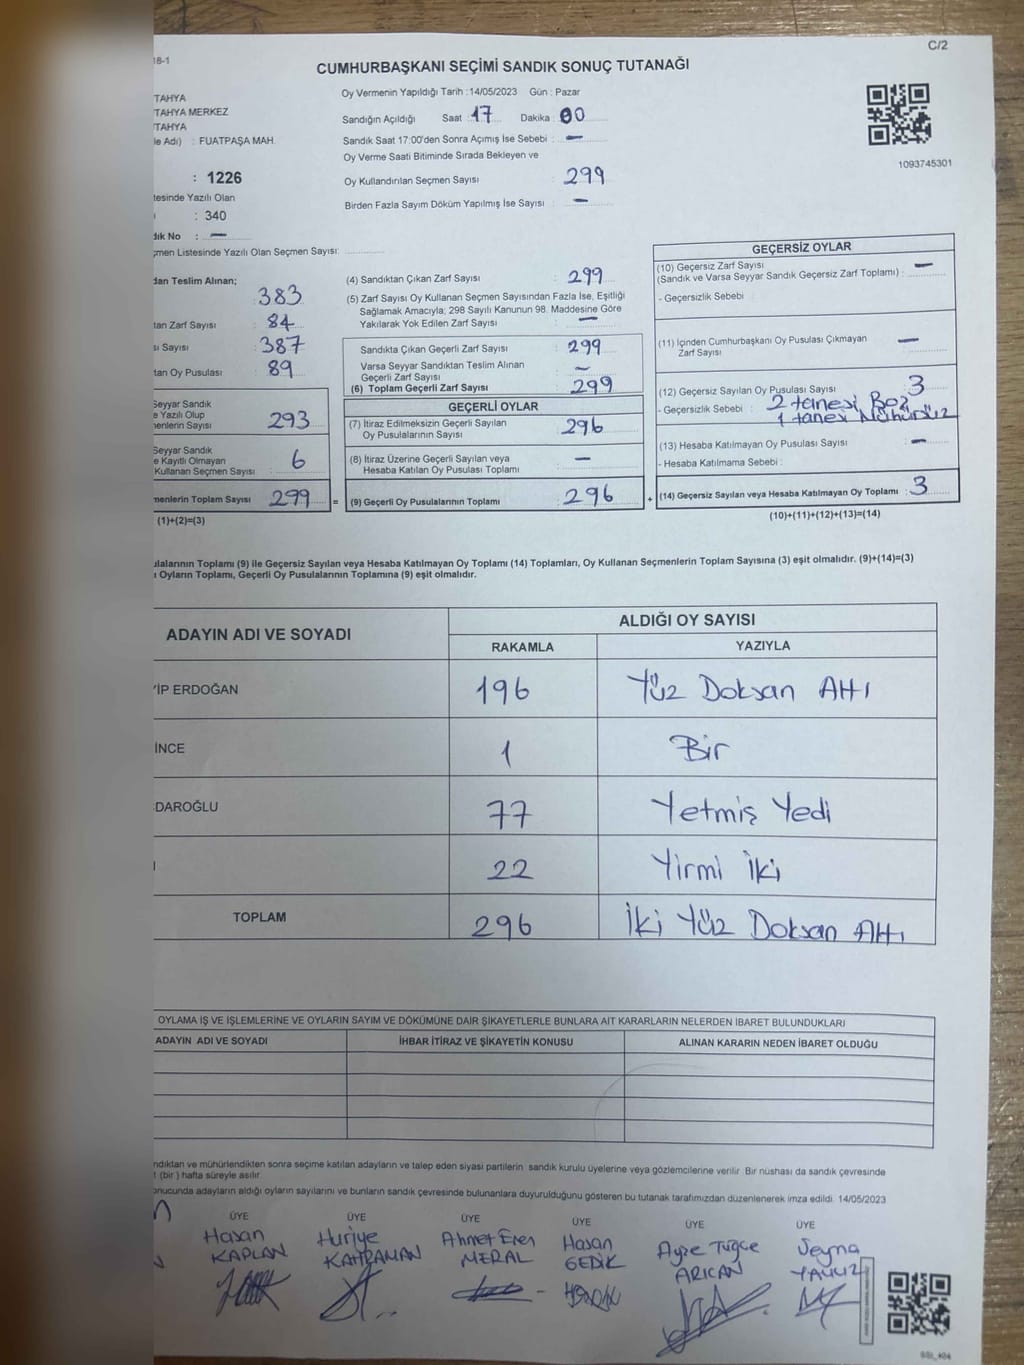 C/2
18-1
CUMHURBAŞKANI SEÇİMİ SANDIK SONUÇ TUTANAĞI
TAHYA
TAHYA MERKEZ
TAHYA
le Adı) : FUATPAŞA MAH.
: 1226
tesinde Yazılı Olan
: 340
dık No : —
çmen Listesinde Yazılı Olan Seçmen Sayısı:
Oy Vermenin Yapıldığı Tarih :14/05/2023 Gün : Pazar
Sandığın Açıldığı Saat : 17 Dakika : 00
Sandık Saat 17:00'den Sonra Açımış İse Sebebi : —
Oy Verme Saati Bitiminde Sırada Bekleyen ve
Oy Kullandırılan Seçmen Sayısı : 299
Birden Fazla Sayım Döküm Yapılmış İse Sayısı : —
1093745301
dan Teslim Alınan;
383
tan Zarf Sayısı : 84
sı Sayısı : 387
tan Oy Pusulası : 89
Seyyar Sandık
e Yazılı Olup
menlerin Sayısı : 293
Seyyar Sandık
e Kayıtlı Olmayan
Kullanan Seçmen Sayısı : 6
menlerin Toplam Sayısı : 299 =
(1)+(2)=(3)
(4) Sandıktan Çıkan Zarf Sayısı : 299
(5) Zarf Sayısı Oy Kullanan Seçmen Sayısından Fazla İse, Eşitliği
Sağlamak Amacıyla; 298 Sayılı Kanunun 98. Maddesine Göre
Yakılarak Yok Edilen Zarf Sayısı : —
Sandıkta Çıkan Geçerli Zarf Sayısı : 299
Varsa Seyyar Sandıktan Teslim Alınan
Geçerli Zarf Sayısı : —
(6) Toplam Geçerli Zarf Sayısı : 299
GEÇERLİ OYLAR
(7) İtiraz Edilmeksizin Geçerli Sayılan
Oy Pusulalarının Sayısı : 296
(8) İtiraz Üzerine Geçerli Sayılan veya
Hesaba Katılan Oy Pusulası Toplamı : —
(9) Geçerli Oy Pusulalarının Toplamı : 296 +
GEÇERSİZ OYLAR
(10) Geçersiz Zarf Sayısı
(Sandık ve Varsa Seyyar Sandık Geçersiz Zarf Toplamı) : —
- Geçersizlik Sebebi :
(11) İçinden Cumhurbaşkanı Oy Pusulası Çıkmayan
Zarf Sayısı : —
(12) Geçersiz Sayılan Oy Pusulası Sayısı : 3
- Geçersizlik Sebebi : 2 tanesi Boş
1 tanesi Mühürsüz
(13) Hesaba Katılmayan Oy Pusulası Sayısı : —
- Hesaba Katılmama Sebebi :
(14) Geçersiz Sayılan veya Hesaba Katılmayan Oy Toplamı : 3
(10)+(11)+(12)+(13)=(14)
ulalarının Toplamı (9) ile Geçersiz Sayılan veya Hesaba Katılmayan Oy Toplamı (14) Toplamları, Oy Kullanan Seçmenlerin Toplam Sayısına (3) eşit olmalıdır. (9)+(14)=(3)
ı Oyların Toplamı, Geçerli Oy Pusulalarının Toplamına (9) eşit olmalıdır.
ADAYIN ADI VE SOYADI
ALDIĞI OY SAYISI
RAKAMLA YAZIYLA
YİP ERDOĞAN 196 Yüz Doksan Altı
İNCE 1 Bir
DAROĞLU 77 Yetmiş Yedi
22 Yirmi İki
TOPLAM 296 İki Yüz Doksan Altı
OYLAMA İŞ VE İŞLEMLERİNE VE OYLARIN SAYIM VE DÖKÜMÜNE DAİR ŞİKAYETLERLE BUNLARA AİT KARARLARIN NELERDEN İBARET BULUNDUKLARI
ADAYIN ADI VE SOYADI İHBAR İTİRAZ VE ŞİKAYETİN KONUSU ALINAN KARARIN NEDEN İBARET OLDUĞU
ndıktan ve mühürlendikten sonra seçime katılan adayların ve talep eden siyasi partilerin sandık kurulu üyelerine veya gözlemcilerine verilir. Bir nüshası da sandık çevresinde
1 (bir ) hafta süreyle asılır.
onucunda adayların aldığı oyların sayılarını ve bunların sandık çevresinde bulunanlara duyurulduğunu gösteren bu tutanak tarafımızdan düzenlenerek imza edildi. 14/05/2023
ÜYE ÜYE ÜYE ÜYE ÜYE ÜYE
Hasan Huriye Ahmet Eren Hasan Ayşe Tuğçe
KAPLAN KAHRAMAN MERAL GEDİK ARICAN